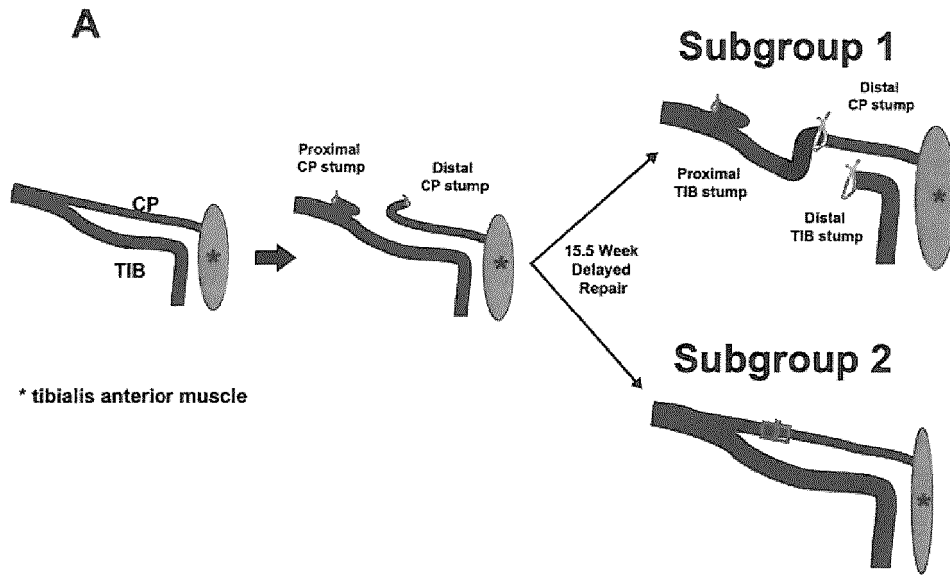 A
CP
TIB
* tibialis anterior muscle
*
Proximal
CP stump
Distal
CP stump
*
15.5 Week
Delayed
Repair
Subgroup 1
Distal
CP stump
Proximal
TIB stump
Distal
TIB stump
*
Subgroup 2
*